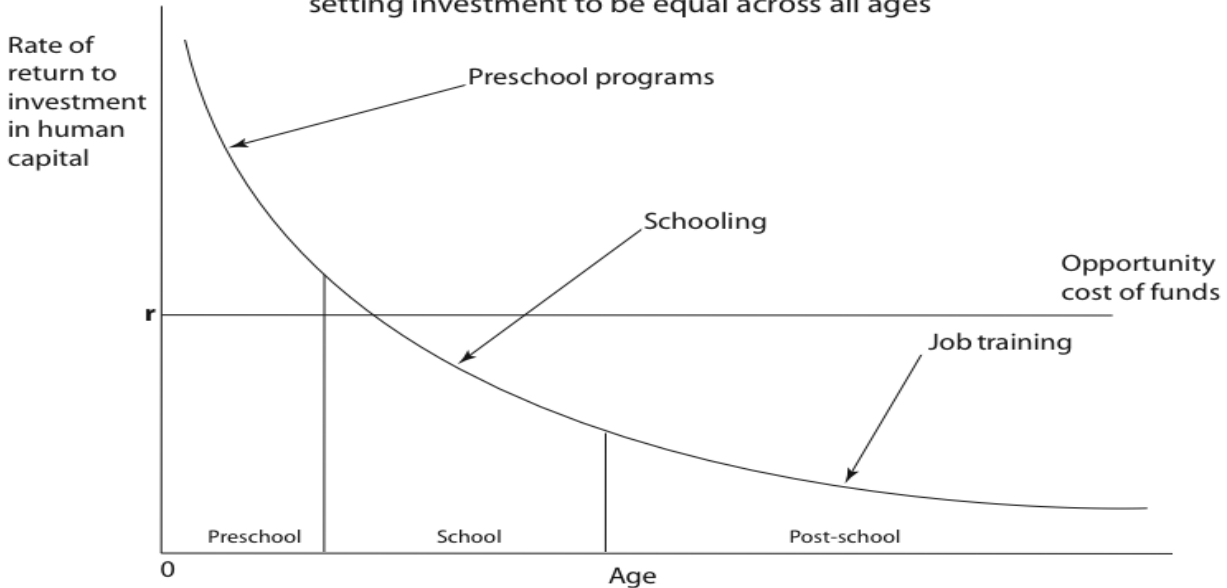 setting investment to be equal across all ages
Rate of
return to
investment
in human
capital
Preschool programs
Schooling
Opportunity
cost of funds
r
Job training
Preschool
School
Post-school
0
Age